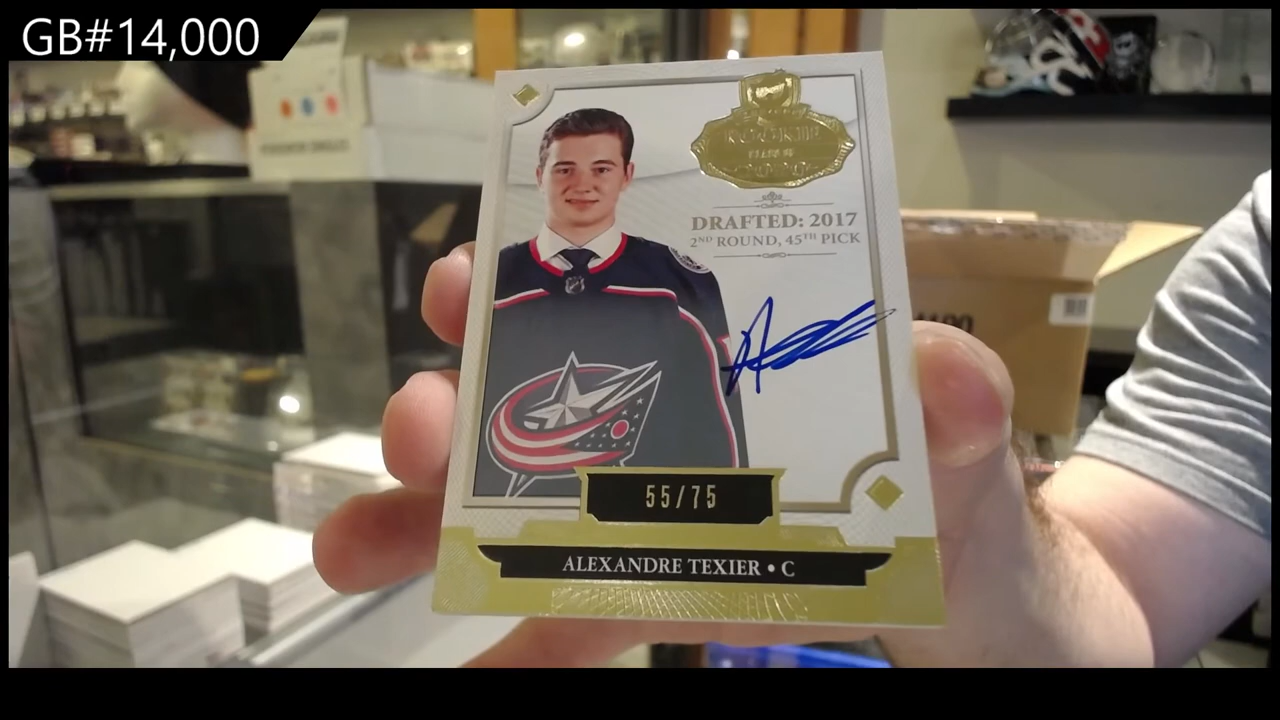 GB#14,000
DRAFTED: 2017
2ND ROUND, 45TH PICK
55/75
ALEXANDRE TEXIER • C